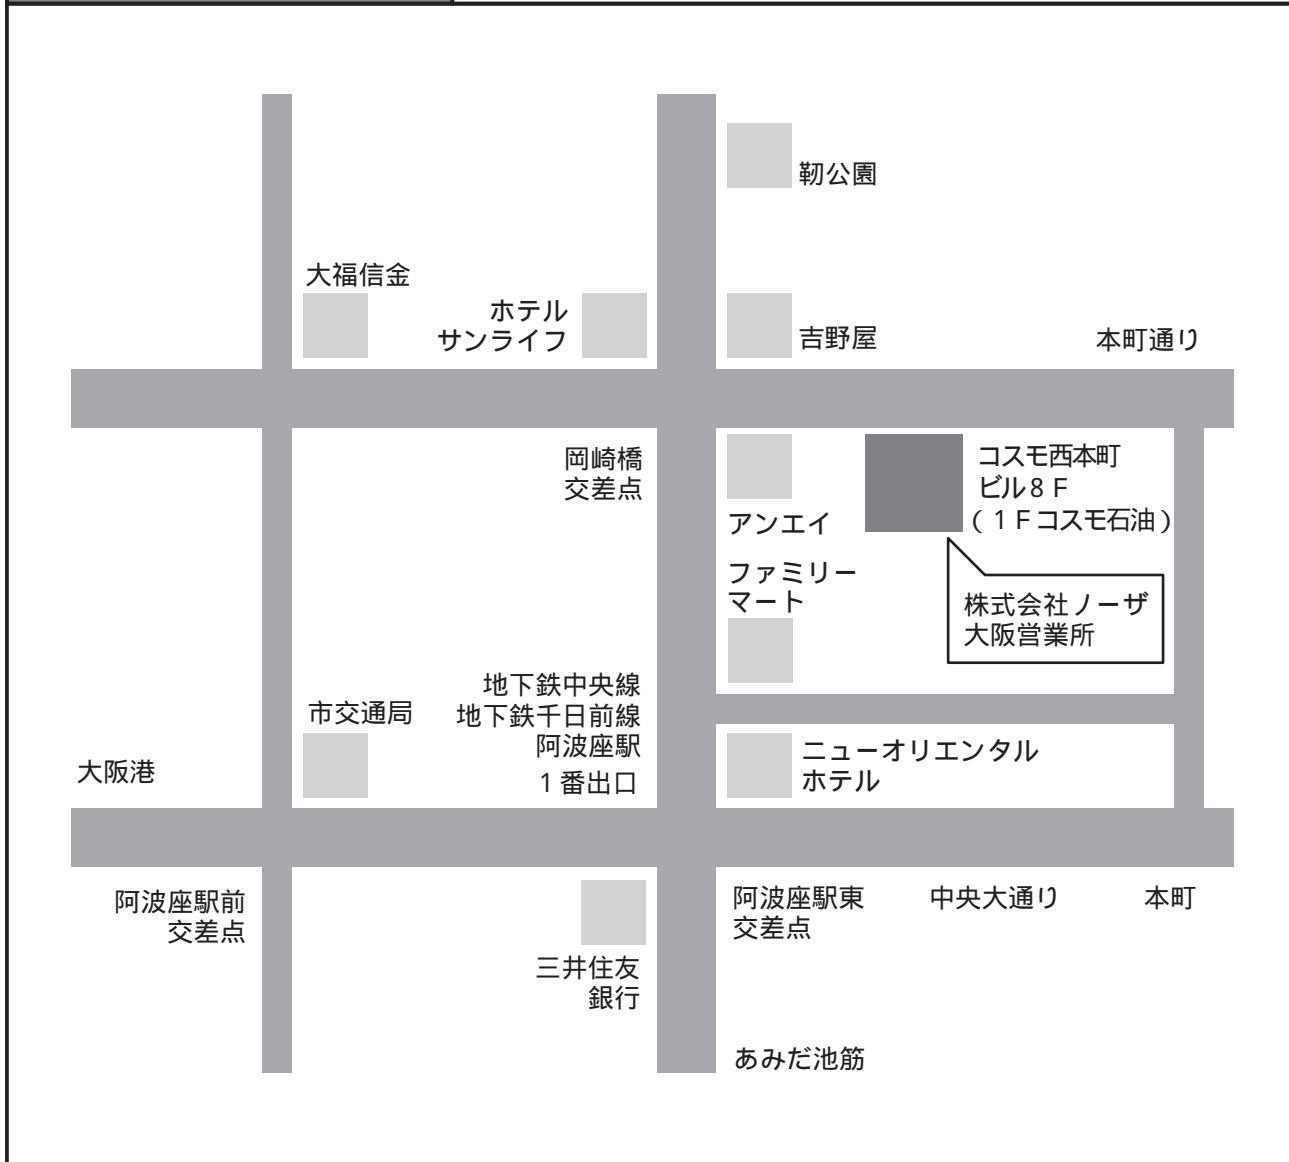 靭公園
大福信金
ホテル
サンライフ
吉野屋
本町通り
岡崎橋
交差点
アンエイ
コスモ西本町
ビル8F
(1Fコスモ石油)
ファミリー
マート
株式会社ノーザ
大阪営業所
地下鉄中央線
地下鉄千日前線
阿波座駅
1番出口
市交通局
ニューオリエンタル
ホテル
大阪港
阿波座駅前
交差点
阿波座駅東
交差点
中央大通り
本町
三井住友
銀行
あみだ池筋